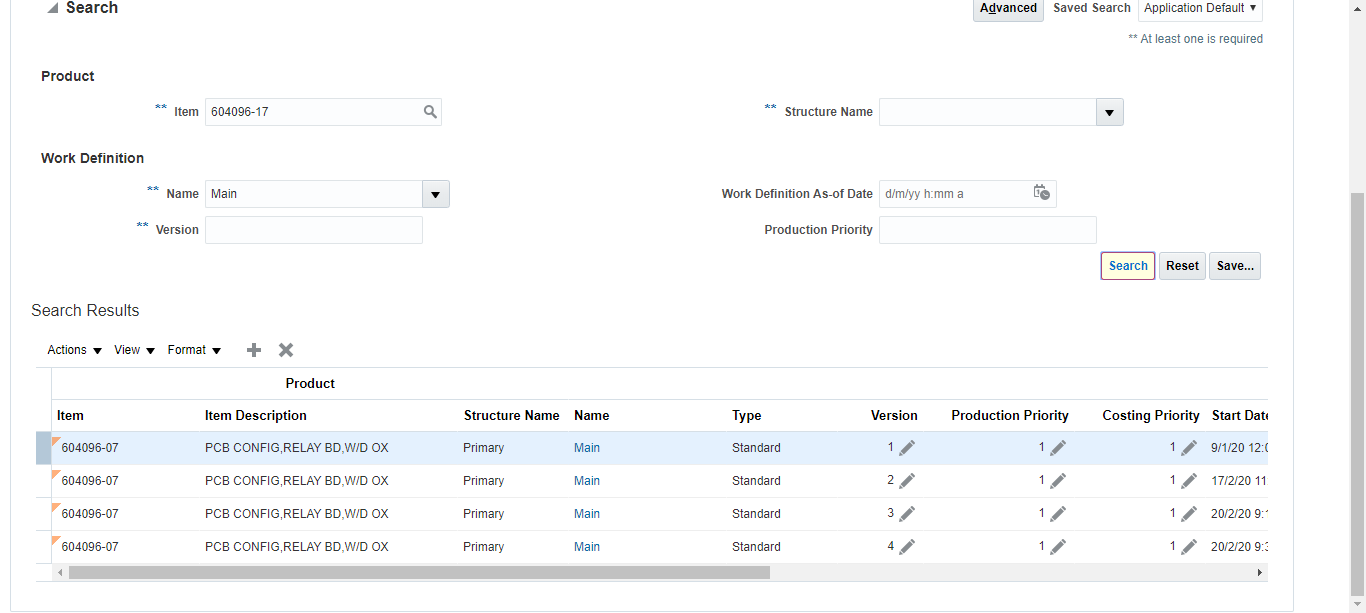 Search
Advanced Saved Search Application Default
** At least one is required
Product
** Item 604096-17 ** Structure Name
Work Definition
** Name Main Work Definition As-of Date d/m/yy h:mm a
** Version Production Priority
Search Reset Save...
Search Results
Actions View Format
Product
Item Item Description Structure Name Name Type Version Production Priority Costing Priority Start Date
604096-07 PCB CONFIG,RELAY BD,W/D OX Primary Main Standard 1 1 1 9/1/20 12:0
604096-07 PCB CONFIG,RELAY BD,W/D OX Primary Main Standard 2 1 1 17/2/20 11
604096-07 PCB CONFIG,RELAY BD,W/D OX Primary Main Standard 3 1 1 20/2/20 9:1
604096-07 PCB CONFIG,RELAY BD,W/D OX Primary Main Standard 4 1 1 20/2/20 9:3